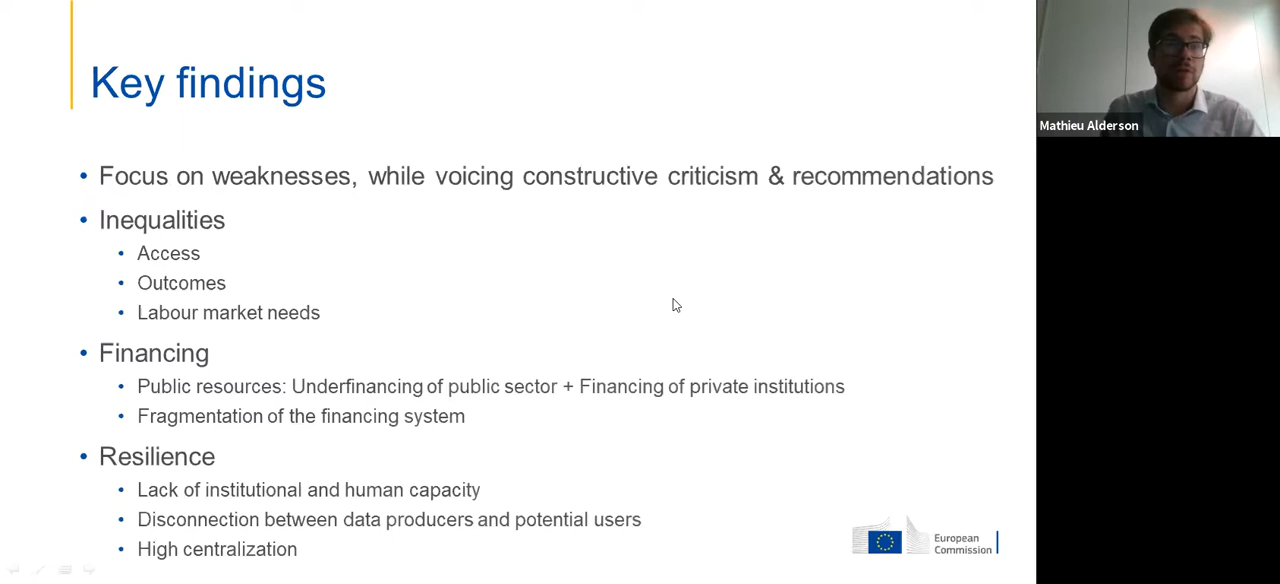 Key findings
Mathieu Alderson
• Focus on weaknesses, while voicing constructive criticism & recommendations
• Inequalities
• Access
• Outcomes
• Labour market needs
• Financing
• Public resources: Underfinancing of public sector + Financing of private institutions
• Fragmentation of the financing system
• Resilience
• Lack of institutional and human capacity
• Disconnection between data producers and potential users
• High centralization
European
Commission